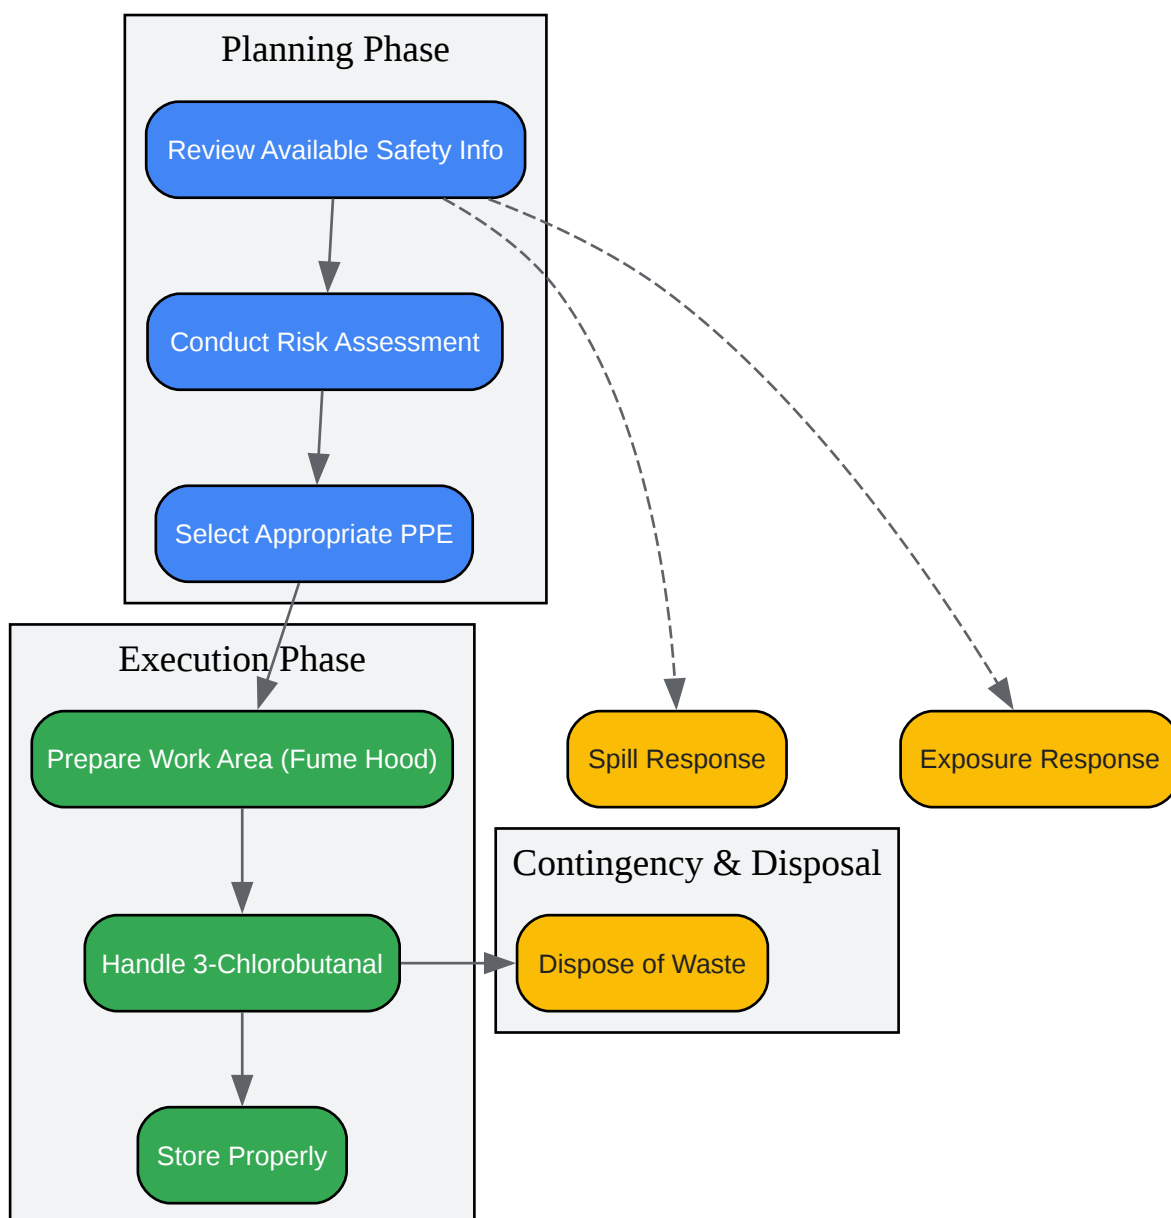 Planning Phase
Review Available Safety Info
Conduct Risk Assessment
Select Appropriate PPE
Execution Phase
Prepare Work Area (Fume Hood)
Spill Response
Exposure Response
Contingency & Disposal
Handle 3-Chlorobutanal
Dispose of Waste
Store Properly